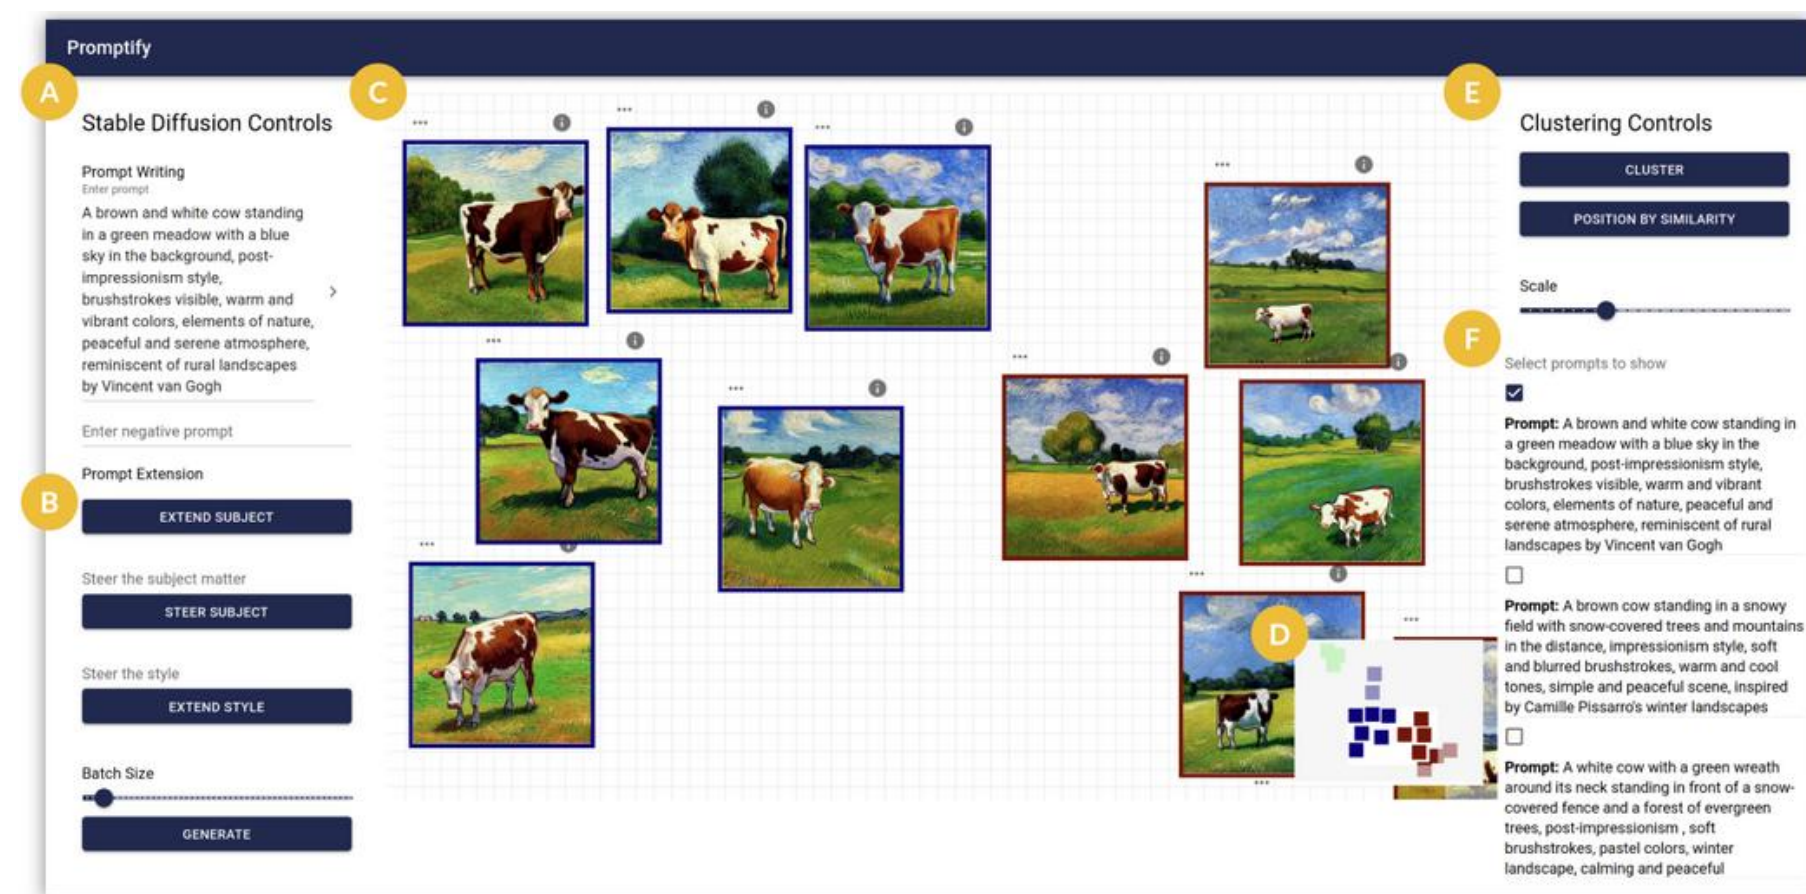 Promptify
A
Stable Diffusion Controls
Prompt Writing
Enter prompt
A brown and white cow standing
in a green meadow with a blue
sky in the background, post-
impressionism style,
brushstrokes visible, warm and
vibrant colors, elements of nature,
peaceful and serene atmosphere,
reminiscent of rural landscapes
by Vincent van Gogh
Enter negative prompt
Prompt Extension
B
EXTEND SUBJECT
Steer the subject matter
STEER SUBJECT
Steer the style
EXTEND STYLE
Batch Size
GENERATE
C
D
E
Clustering Controls
CLUSTER
POSITION BY SIMILARITY
Scale
F
Select prompts to show
Prompt: A brown and white cow standing in
a green meadow with a blue sky in the
background, post-impressionism style,
brushstrokes visible, warm and vibrant
colors, elements of nature, peaceful and
serene atmosphere, reminiscent of rural
landscapes by Vincent van Gogh
Prompt: A brown cow standing in a snowy
field with snow-covered trees and mountains
in the distance, impressionism style, soft
and blurred brushstrokes, warm and cool
tones, simple and peaceful scene, inspired
by Camille Pissarro's winter landscapes
Prompt: A white cow with a green wreath
around its neck standing in front of a snow-
covered fence and a forest of evergreen
trees, post-impressionism , soft
brushstrokes, pastel colors, winter
landscape, calming and peaceful